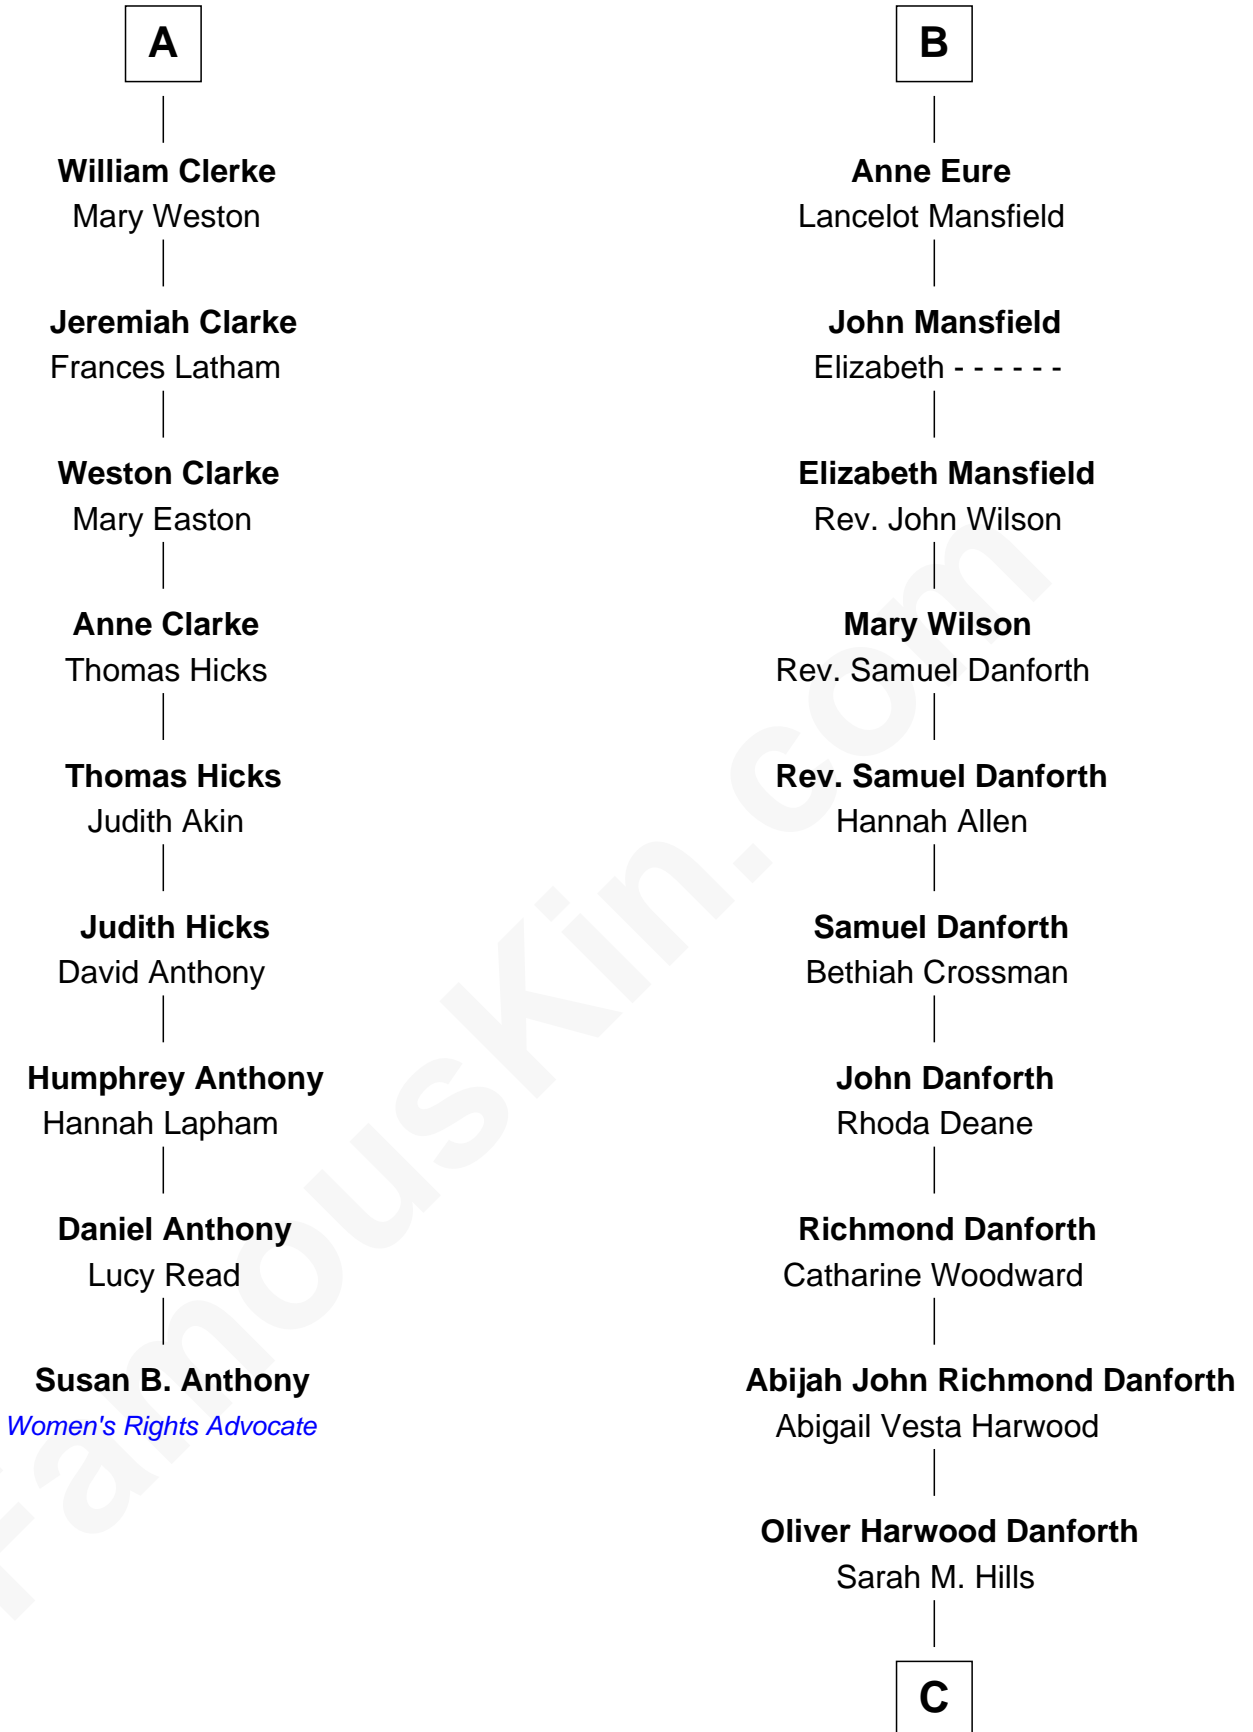 A
William Clerke
Mary Weston
Jeremiah Clarke
Frances Latham
Weston Clarke
Mary Easton
Anne Clarke
Thomas Hicks
Thomas Hicks
Judith Akin
Judith Hicks
David Anthony
Humphrey Anthony
Hannah Lapham
Daniel Anthony
Lucy Read
Susan B. Anthony
Women's Rights Advocate
B
Anne Eure
Lancelot Mansfield
John Mansfield
Elizabeth - - - - - -
Elizabeth Mansfield
Rev. John Wilson
Mary Wilson
Rev. Samuel Danforth
Rev. Samuel Danforth
Hannah Allen
Samuel Danforth
Bethiah Crossman
John Danforth
Rhoda Deane
Richmond Danforth
Catharine Woodward
Abijah John Richmond Danforth
Abigail Vesta Harwood
Oliver Harwood Danforth
Sarah M. Hills
C
FamousKin.com